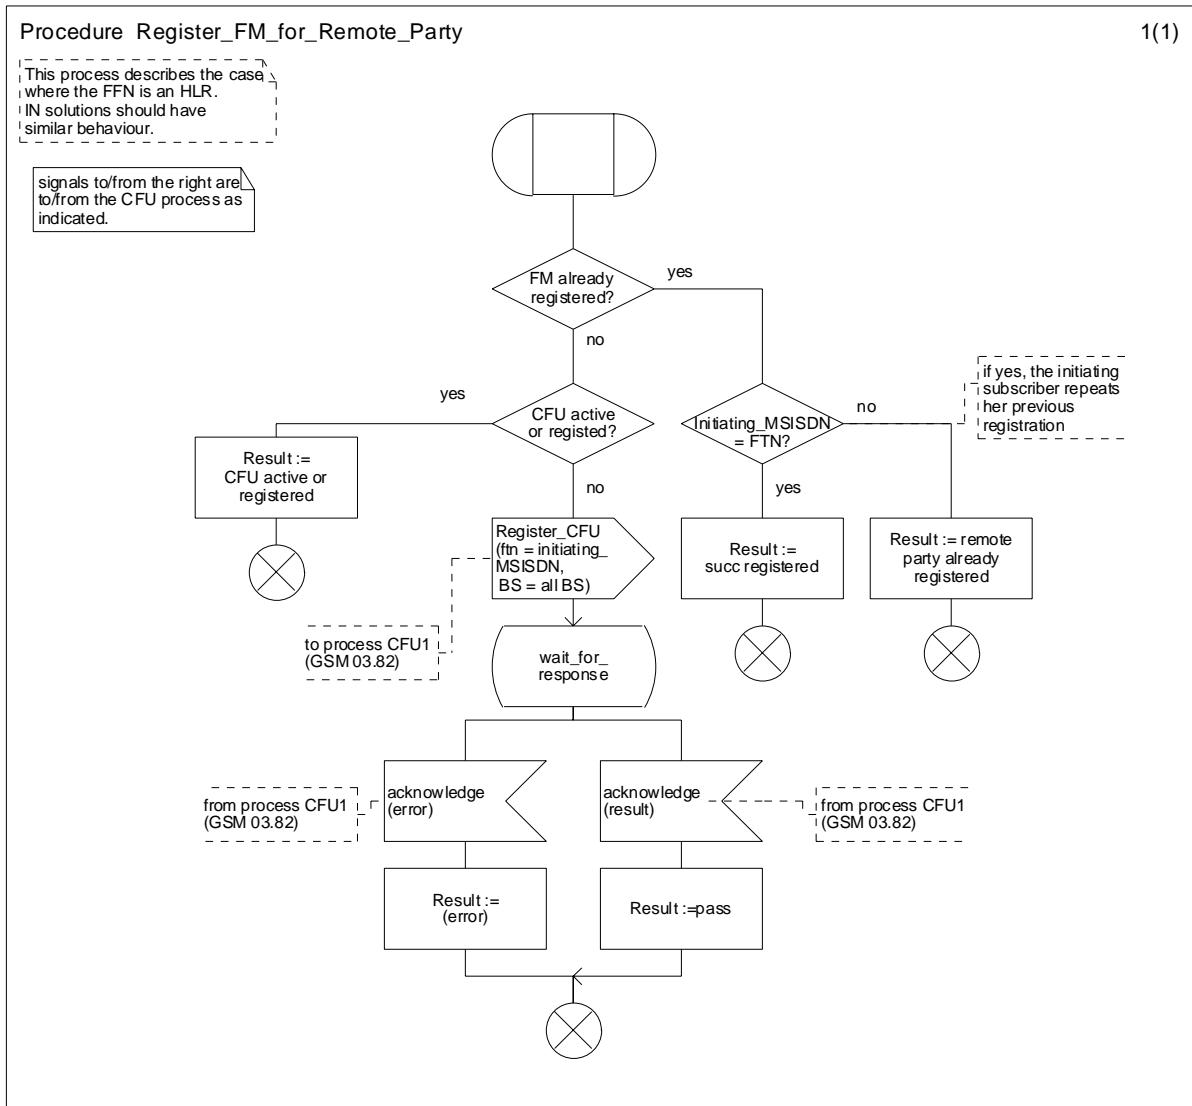 Procedure Register_FM_for_Remote_Party
1(1)
This process describes the case
where the FFN is an HLR.
IN solutions should have
similar behaviour.
signals to/from the right are
to/from the CFU process as
indicated.
FM already
registered?
yes
no
if yes, the initiating
subscriber repeats
her previous
registration
yes
CFU active
or registed?
Initiating_MSISDN
= FTN?
no
Result :=
CFU active or
registered
no
yes
Register_CFU
(ftn = initiating_
MSISDN,
BS = all BS)
Result :=
succ registered
Result := remote
party already
registered
to process CFU1
(GSM 03.82)
wait_for_
response
from process CFU1
(GSM 03.82)
acknowledge
(error)
acknowledge
(result)
from process CFU1
(GSM 03.82)
Result :=
(error)
Result :=pass